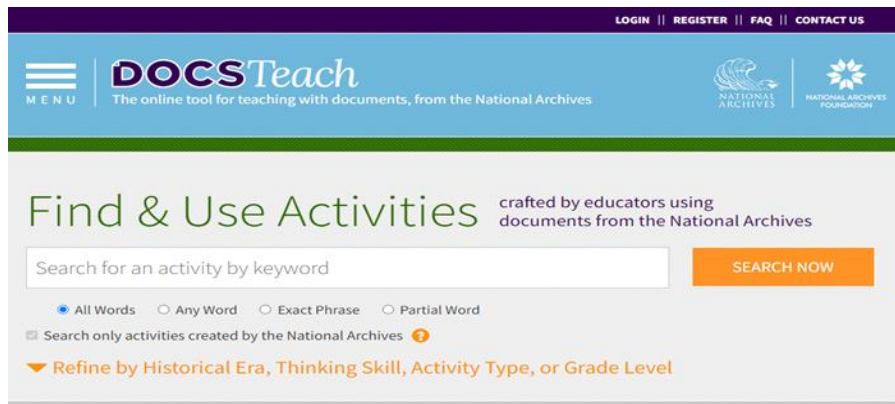 LOGIN || REGISTER || FAQ || CONTACT US
MENU
DOCSTeach
The online tool for teaching with documents, from the National Archives
NATIONAL ARCHIVES
NATIONAL ARCHIVES FOUNDATION
Find & Use Activities
crafted by educators using
documents from the National Archives
Search for an activity by keyword
SEARCH NOW
All Words Any Word Exact Phrase Partial Word
Search only activities created by the National Archives ?
Refine by Historical Era, Thinking Skill, Activity Type, or Grade Level